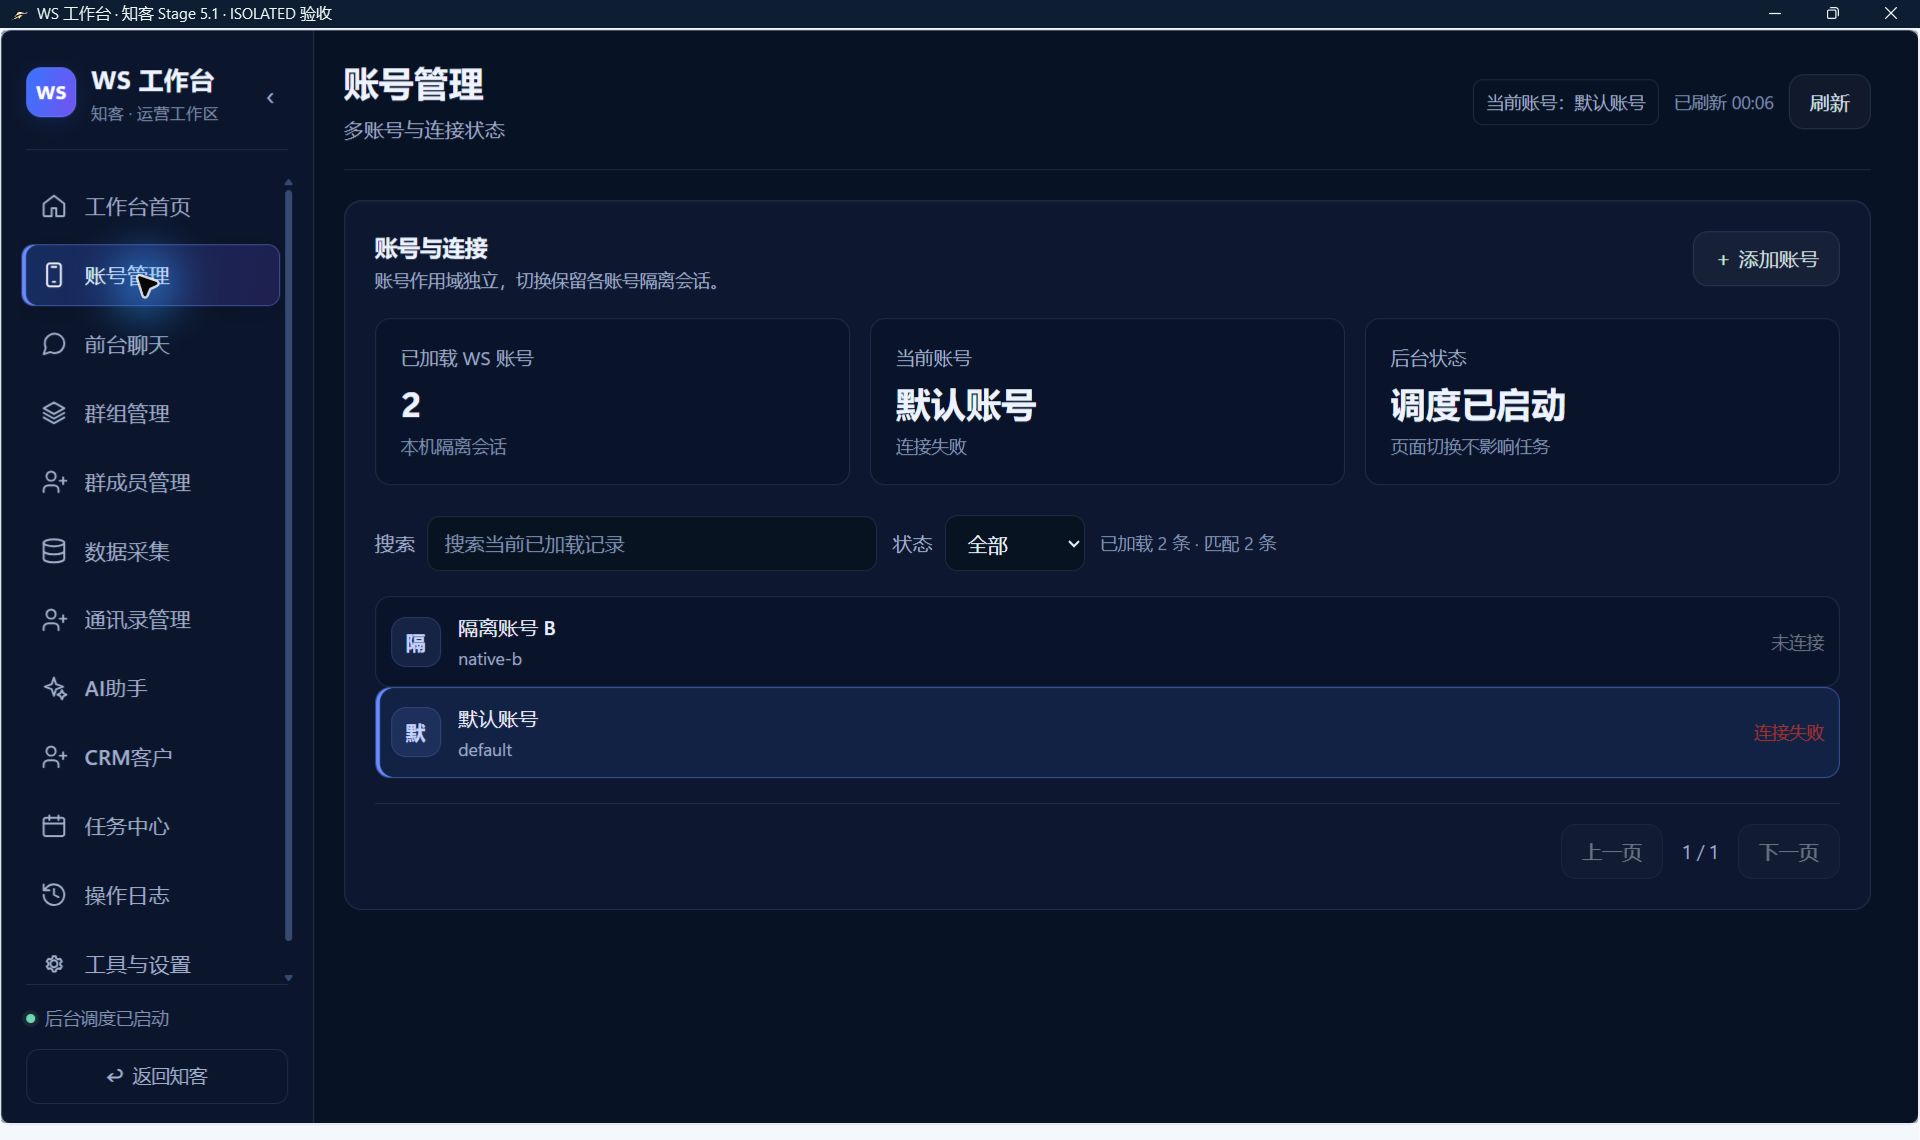 WS 工作台 · 知客 Stage 5.1 · ISOLATED 验收
WS
WS 工作台
知客 · 运营工作区
工作台首页
账号管理
前台聊天
群组管理
群成员管理
数据采集
通讯录管理
AI助手
CRM客户
任务中心
操作日志
工具与设置
后台调度已启动
返回知客
账号管理
多账号与连接状态
当前账号：默认账号
已刷新 00:06
刷新
账号与连接
账号作用域独立，切换保留各账号隔离会话。
+ 添加账号
已加载 WS 账号
2
本机隔离会话
当前账号
默认账号
连接失败
后台状态
调度已启动
页面切换不影响任务
搜索
搜索当前已加载记录
状态
全部
已加载 2 条 · 匹配 2 条
隔
隔离账号 B
native-b
未连接
默
默认账号
default
连接失败
上一页
1 / 1
下一页